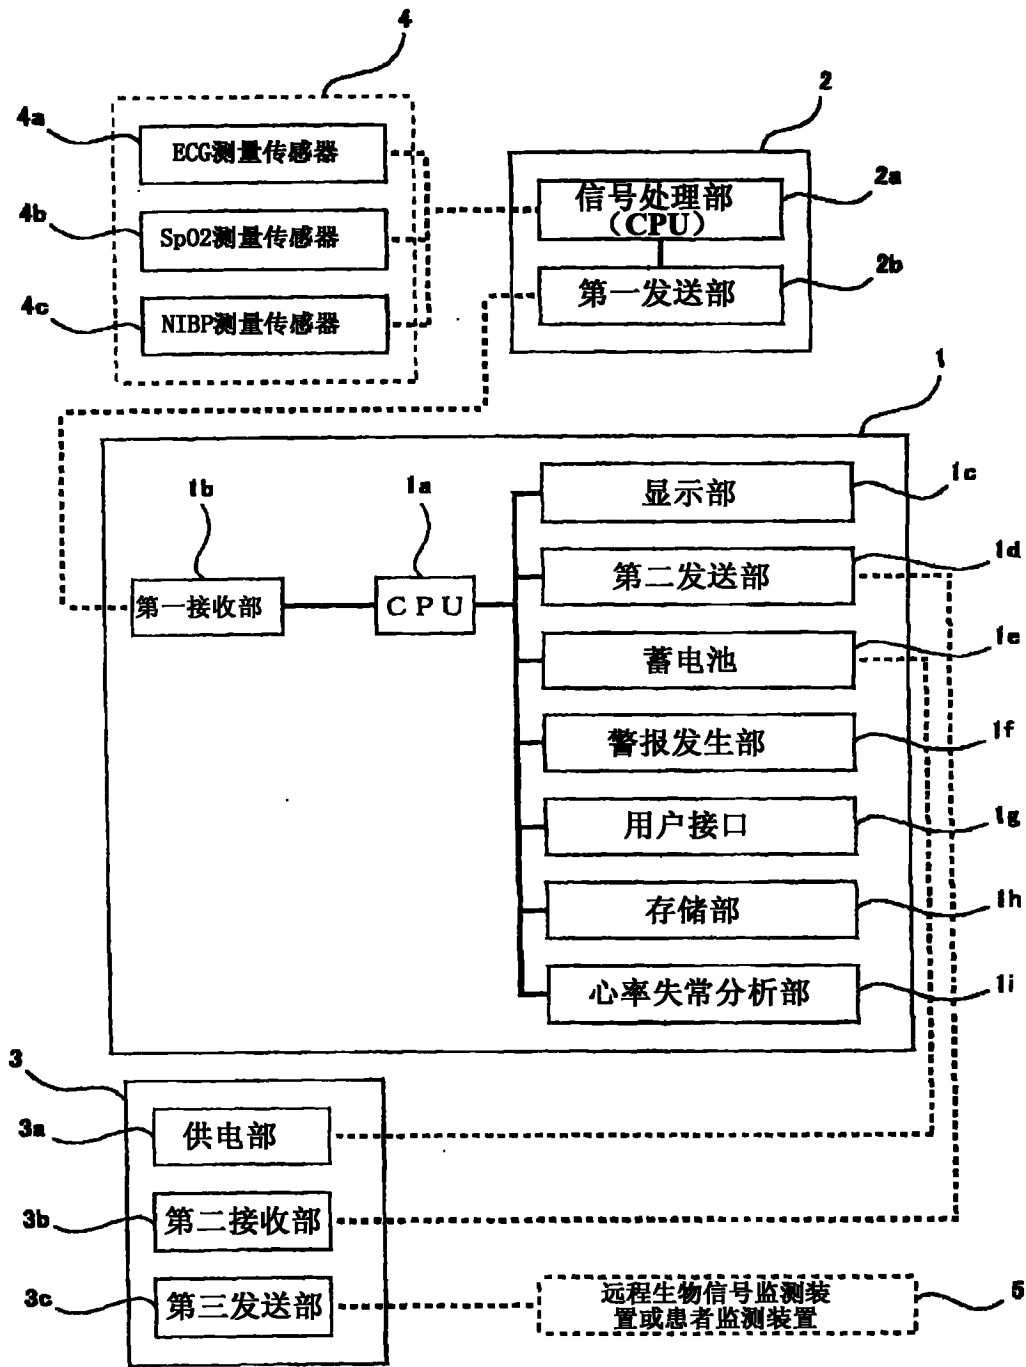 4
4a
ECG测量传感器
4b
SpO2测量传感器
4c
NIBP测量传感器
2
2a
信号处理部
（CPU）
2b
第一发送部
1
1b
第一接收部
1a
CPU
1c
显示部
1d
第二发送部
1e
蓄电池
1f
警报发生部
1g
用户接口
1h
存储部
1i
心率失常分析部
3
3a
供电部
3b
第二接收部
3c
第三发送部
远程生物信号监测装
置或患者监测装置
5